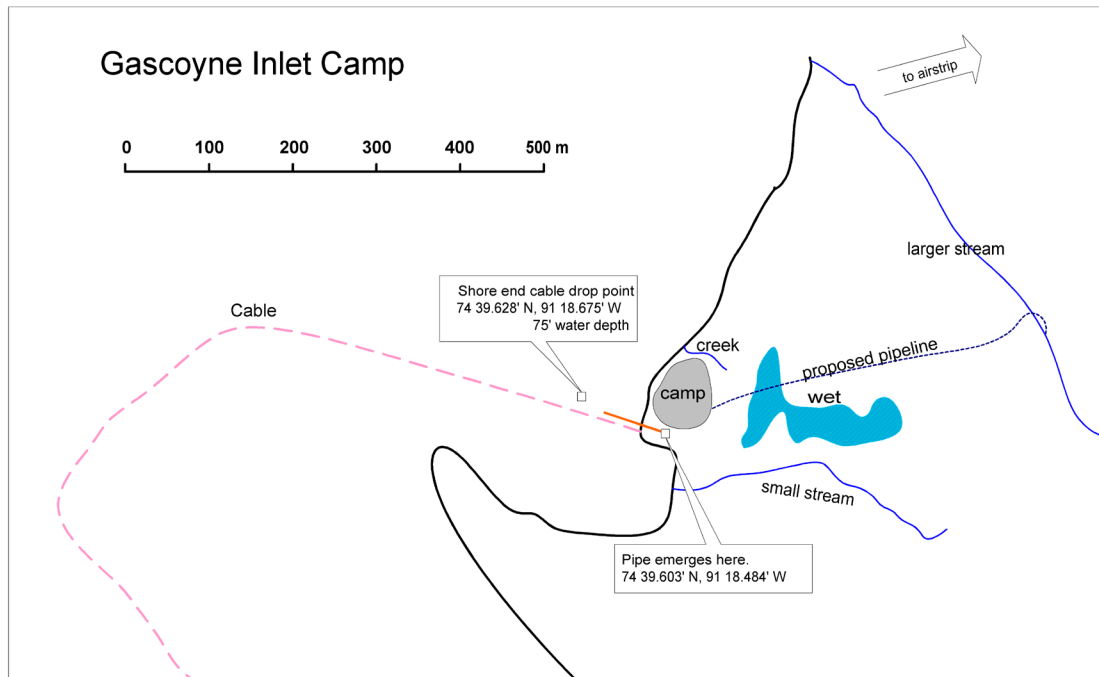 Gascoyne Inlet Camp
to airstrip
0 100 200 300 400 500 m
larger stream
Shore end cable drop point
74 39.628' N, 91 18.675' W
75' water depth
Cable
creek
proposed pipeline
camp
wet
small stream
Pipe emerges here.
74 39.603' N, 91 18.484' W